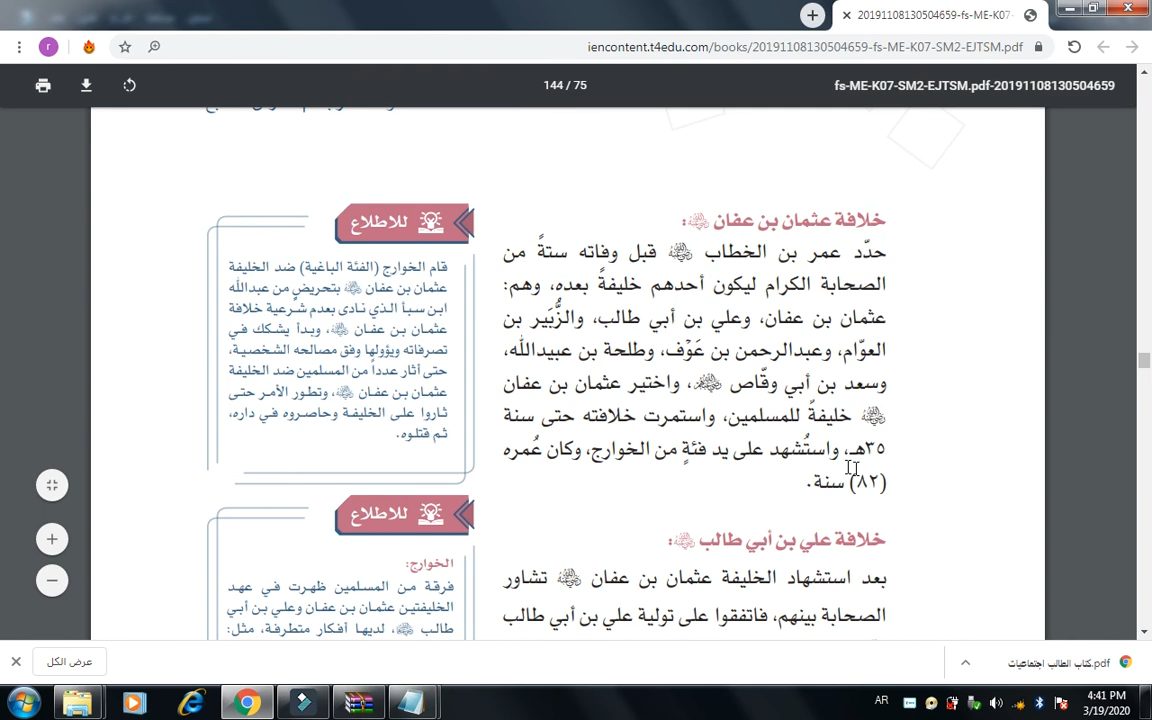 20191108130504659-fs-ME-K07-
iencontent.t4edu.com/books/20191108130504659-fs-ME-K07-SM2-EJTSM.pdf
r
144 / 75
fs-ME-K07-SM2-EJTSM.pdf-20191108130504659
خلافة عثمان بن عفان ﵁:
حدّد عمر بن الخطاب ﵁ قبل وفاته ستةً من
الصحابة الكرام ليكون أحدهم خليفةً بعده، وهم:
عثمان بن عفان، وعلي بن أبي طالب، والزُّبَير بن
العوّام، وعبدالرحمن بن عَوْف، وطلحة بن عبيدالله،
وسعد بن أبي وقّاص ﵃، واختير عثمان بن عفان
﵁ خليفةً للمسلمين، واستمرت خلافته حتى سنة
٣٥هـ، واستُشهد على يد فئةٍ من الخوارج، وكان عُمره
(٨٢) سنة.
خلافة علي بن أبي طالب ﵁:
بعد استشهاد الخليفة عثمان بن عفان ﵁ تشاور
الصحابة بينهم، فاتفقوا على تولية علي بن أبي طالب
للاطلاع
قام الخوارج (الفئة الباغية) ضد الخليفة
عثمان بن عفان ﵁ بتحريضٍ من عبدالله
ابن سبأ الذي نادى بعدم شرعية خلافة
عثمان بن عفان ﵁، وبدأ يشكك في
تصرفاته ويؤولها وفق مصالحه الشخصية،
حتى أثار عدداً من المسلمين ضد الخليفة
عثمان بن عفان ﵁، وتطور الأمر حتى
ثاروا على الخليفة وحاصروه في داره،
ثم قتلوه.
للاطلاع
الخوارج:
فرقة من المسلمين ظهرت في عهد
الخليفتين عثمان بن عفان وعلي بن أبي
طالب ﵄، لديها أفكار متطرفة، مثل:
كتاب الطالب اجتماعيات.pdf
عرض الكل
AR
4:41 PM
3/19/2020